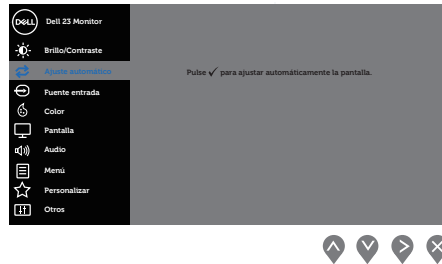 DELL
Dell 23 Monitor
Brillo/Contraste
Ajuste automático
Pulse ✓ para ajustar automáticamente la pantalla.
Fuente entrada
Color
Pantalla
Audio
Menú
Personalizar
Otros